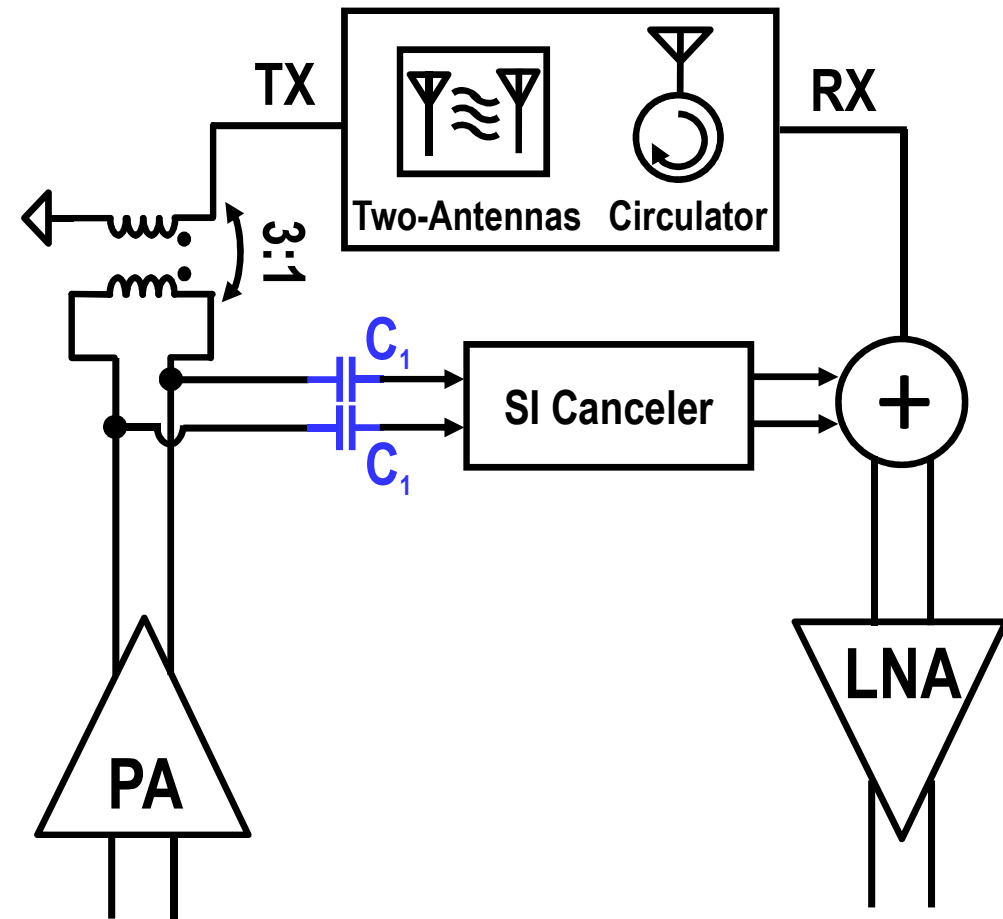 TX
RX
Two-Antennas
Circulator
3:1
C1
SI Canceler
C1
PA
LNA